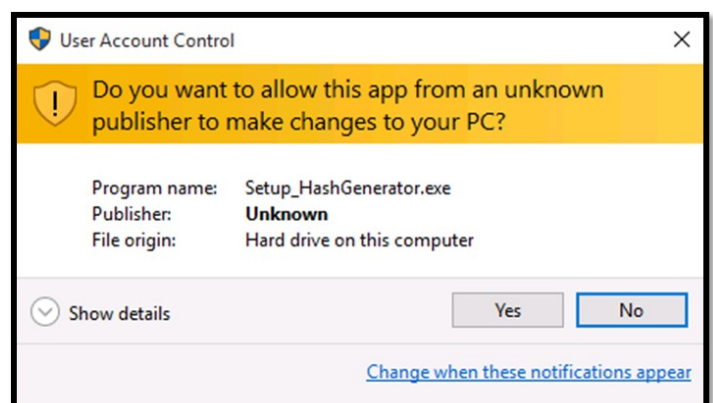 User Account Control
Do you want to allow this app from an unknown
publisher to make changes to your PC?
Program name: Setup_HashGenerator.exe
Publisher: Unknown
File origin: Hard drive on this computer
Show details Yes No
Change when these notifications appear